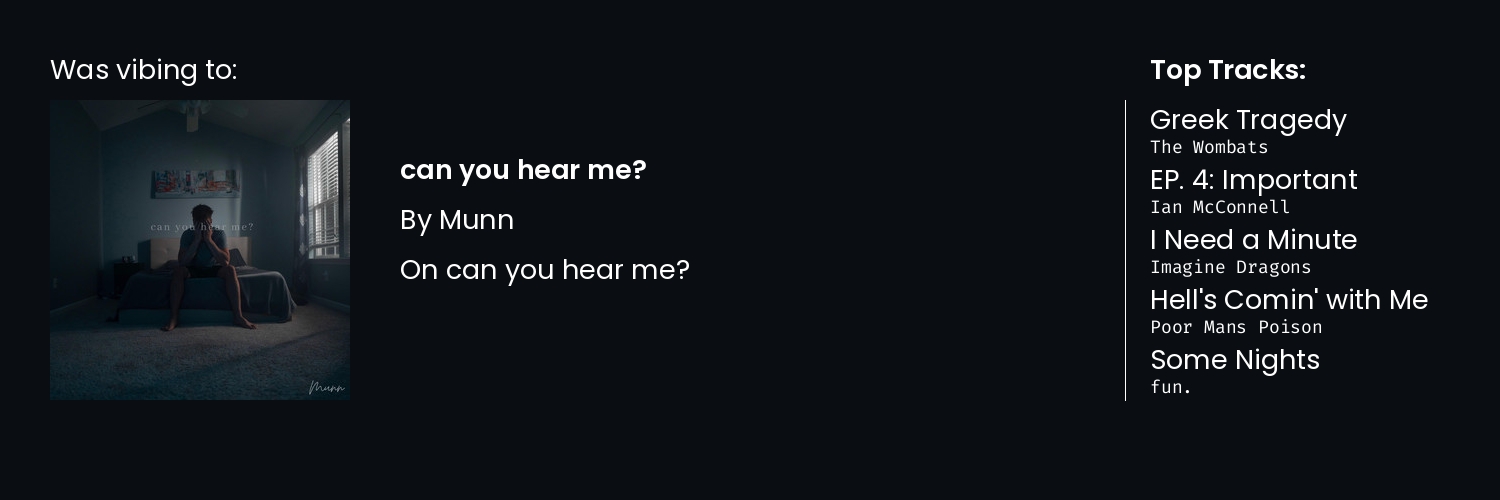 Was vibing to:
can you hear me?
Munn
can you hear me?
By Munn
On can you hear me?
Top Tracks:
Greek Tragedy
The Wombats
EP. 4: Important
Ian McConnell
I Need a Minute
Imagine Dragons
Hell's Comin' with Me
Poor Mans Poison
Some Nights
fun.